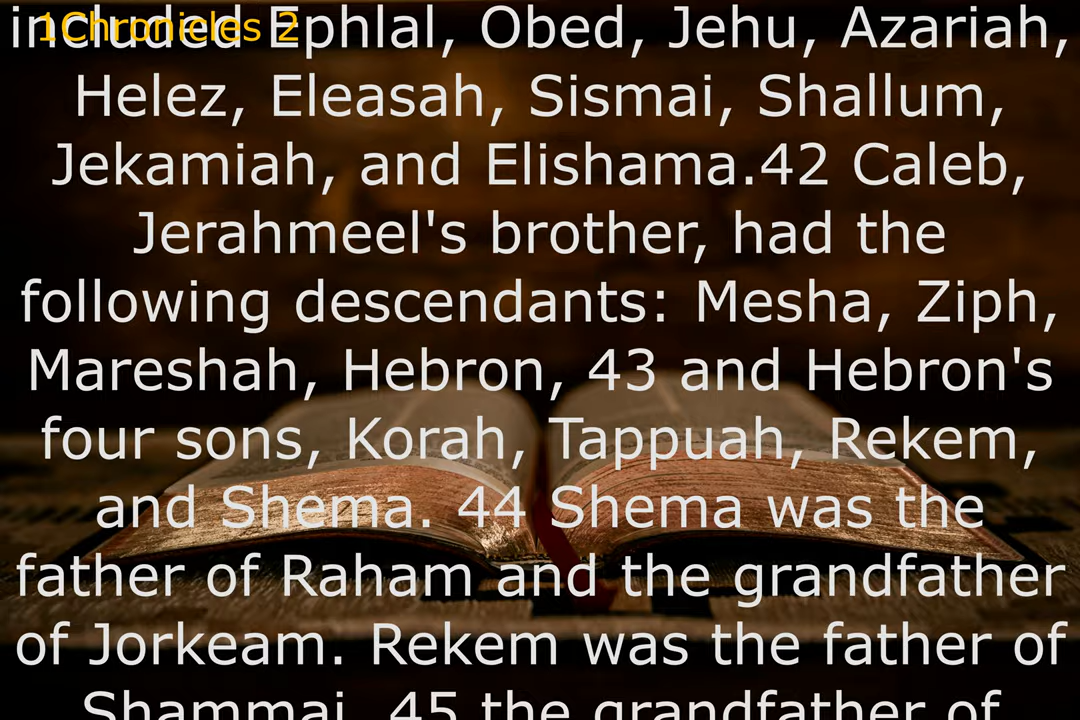 1Chronicles 2
included Ephlal, Obed, Jehu, Azariah,
Helez, Eleasah, Sismai, Shallum,
Jekamiah, and Elishama.42 Caleb,
Jerahmeel's brother, had the
following descendants: Mesha, Ziph,
Mareshah, Hebron, 43 and Hebron's
four sons, Korah, Tappuah, Rekem,
and Shema. 44 Shema was the
father of Raham and the grandfather
of Jorkeam. Rekem was the father of
Shammai, 45 the grandfather of